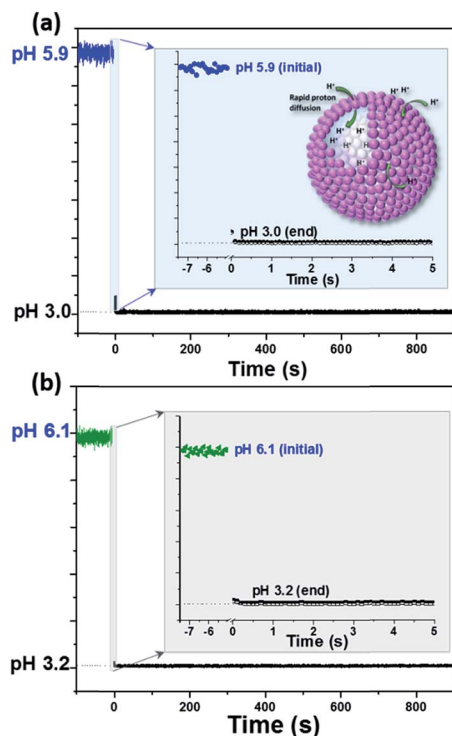 (a)
pH 5.9
pH 5.9 (initial)
H⁺
H⁺ H⁺
H⁺
Rapid proton
diffusion
H⁺
H⁺ H⁺
H⁺ H
H⁺
H⁺
pH 3.0 (end)
-7 -6 0 1 2 3 4 5
Time (s)
pH 3.0
0 200 400 600 800
Time (s)
(b)
pH 6.1
pH 6.1 (initial)
pH 3.2 (end)
-7 -6 0 1 2 3 4 5
Time (s)
pH 3.2
0 200 400 600 800
Time (s)